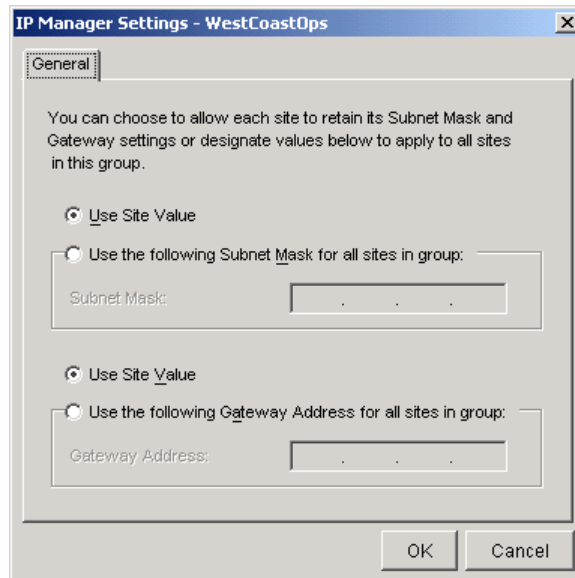 IP Manager Settings - WestCoastOps
General
You can choose to allow each site to retain its Subnet Mask and
Gateway settings or designate values below to apply to all sites
in this group.
Use Site Value
Use the following Subnet Mask for all sites in group:
Subnet Mask:
. . .
Use Site Value
Use the following Gateway Address for all sites in group:
Gateway Address:
. . .
OK Cancel